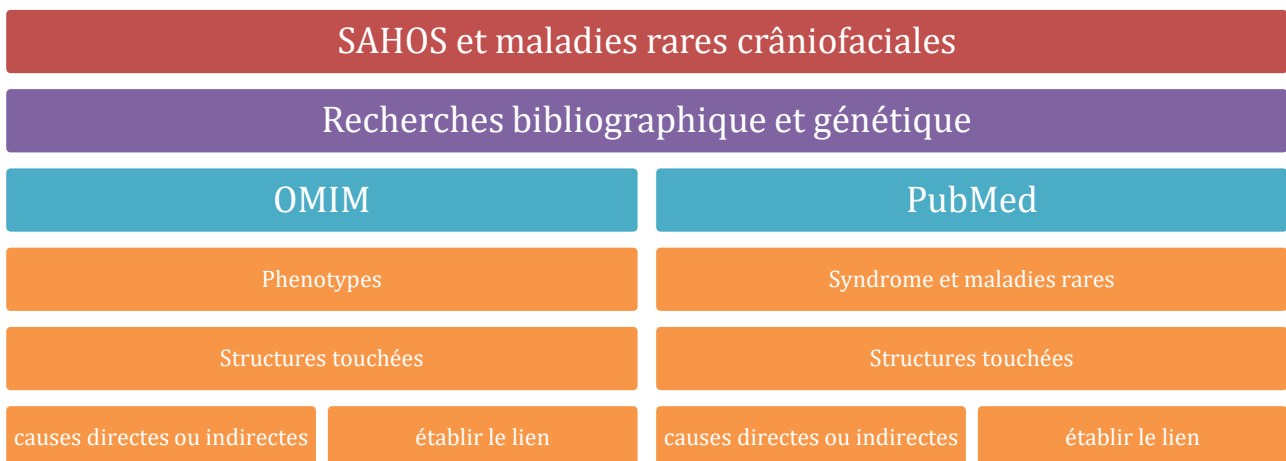 SAHOS et maladies rares crâniofaciales
Recherches bibliographique et génétique
OMIM
PubMed
Phenotypes
Syndrome et maladies rares
Structures touchées
Structures touchées
causes directes ou indirectes
établir le lien
causes directes ou indirectes
établir le lien